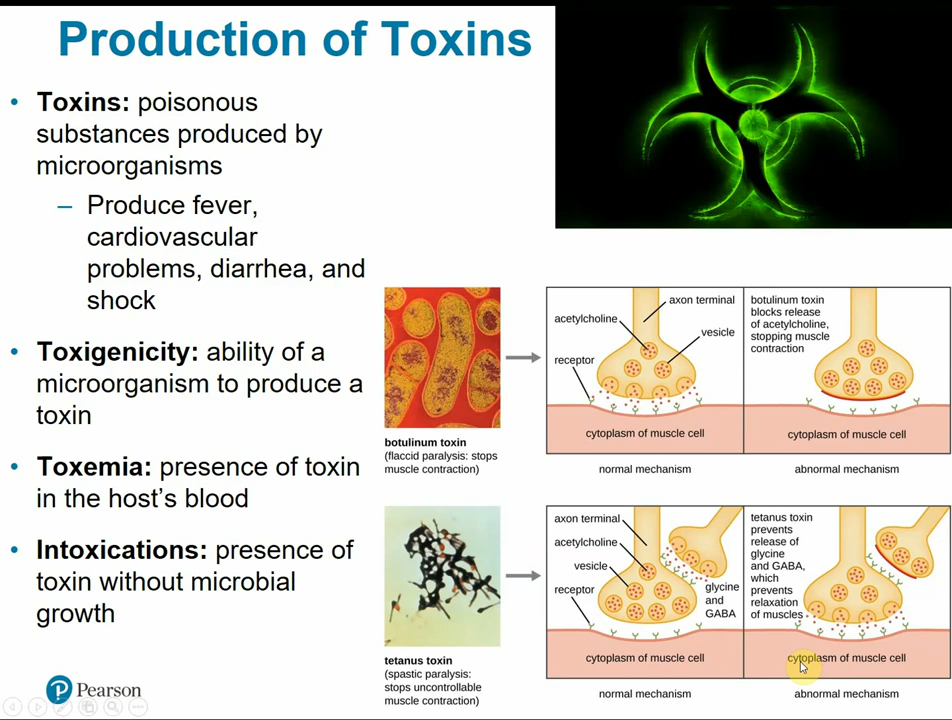 Production of Toxins
• Toxins: poisonous
substances produced by
microorganisms
– Produce fever,
cardiovascular
problems, diarrhea, and
shock
• Toxigenicity: ability of a
microorganism to produce a
toxin
• Toxemia: presence of toxin
in the host's blood
• Intoxications: presence of
toxin without microbial
growth
botulinum toxin
(flaccid paralysis: stops
muscle contraction)
axon terminal
acetylcholine
vesicle
receptor
cytoplasm of muscle cell
normal mechanism
botulinum toxin
blocks release
of acetylcholine,
stopping muscle
contraction
cytoplasm of muscle cell
abnormal mechanism
tetanus toxin
(spastic paralysis:
stops uncontrollable
muscle contraction)
axon terminal
acetylcholine
vesicle
receptor
glycine
and
GABA
cytoplasm of muscle cell
normal mechanism
tetanus toxin
prevents
release of
glycine
and GABA,
which
prevents
relaxation
of muscles
cytoplasm of muscle cell
abnormal mechanism
P Pearson